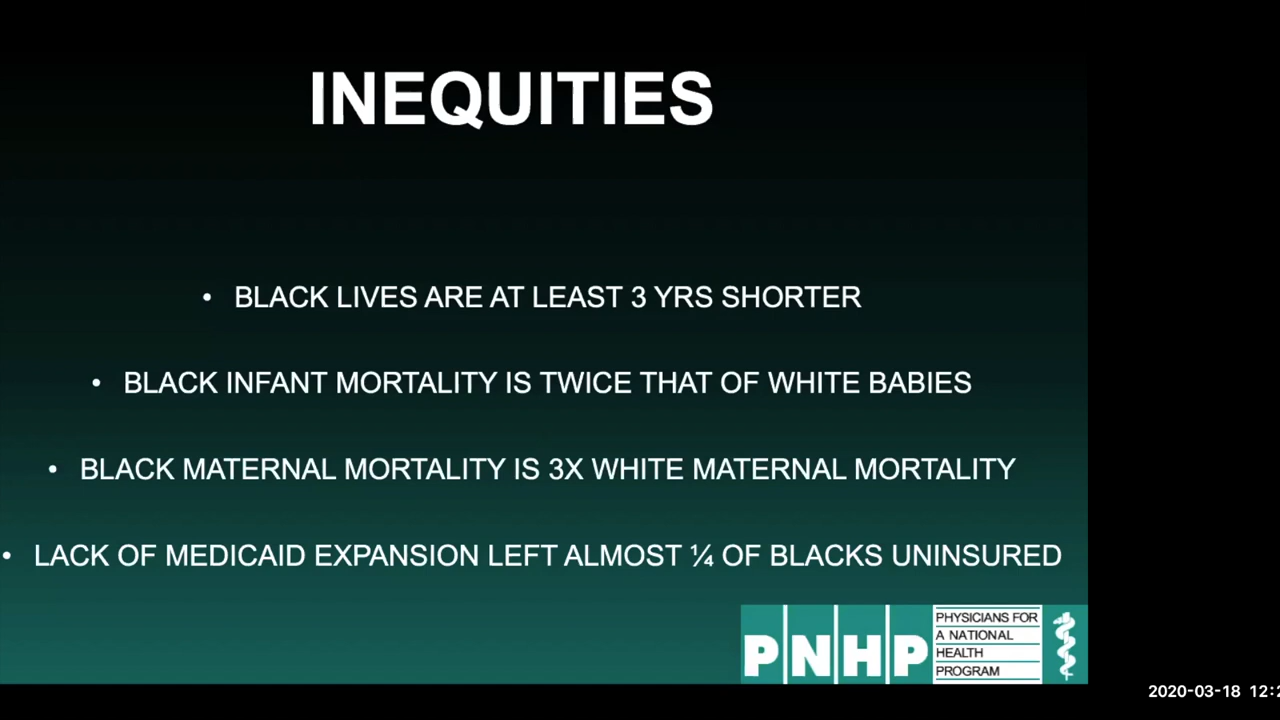 INEQUITIES
• BLACK LIVES ARE AT LEAST 3 YRS SHORTER
• BLACK INFANT MORTALITY IS TWICE THAT OF WHITE BABIES
• BLACK MATERNAL MORTALITY IS 3X WHITE MATERNAL MORTALITY
• LACK OF MEDICAID EXPANSION LEFT ALMOST ¼ OF BLACKS UNINSURED
PNHP
PHYSICIANS FOR
A NATIONAL
HEALTH
PROGRAM
2020-03-18 12:2